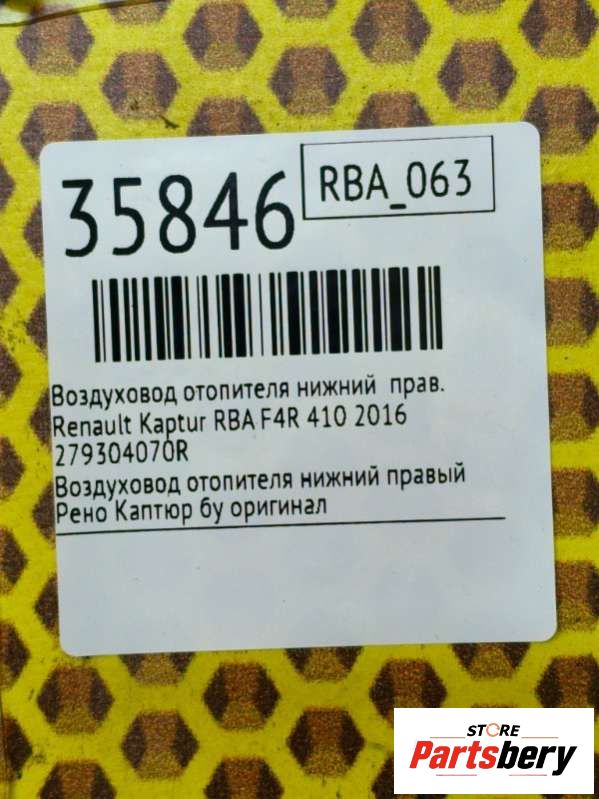 35846
RBA_063
Воздуховод отопителя нижний прав.
Renault Kaptur RBA F4R 410 2016
279304070R
Воздуховод отопителя нижний правый
Рено Каптюр бу оригинал
STORE
Partsbery